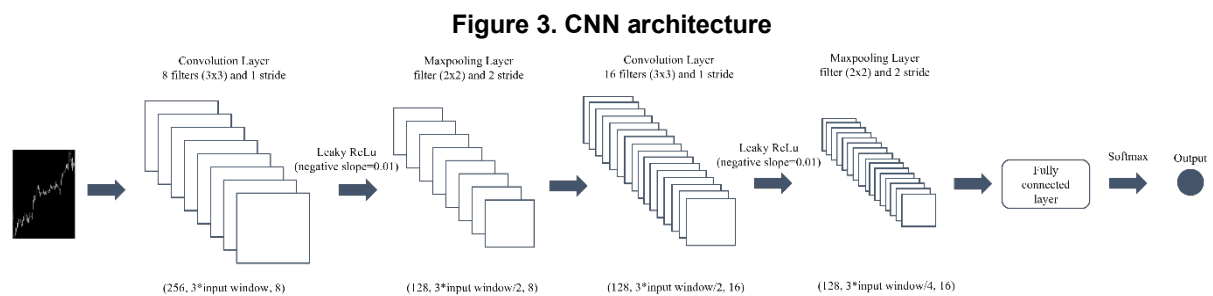 Figure 3. CNN architecture
Convolution Layer
8 filters (3x3) and 1 stride
Maxpooling Layer
filter (2x2) and 2 stride
Convolution Layer
16 filters (3x3) and 1 stride
Maxpooling Layer
filter (2x2) and 2 stride
Leaky ReLu
(negative slope=0.01)
Leaky ReLu
(negative slope=0.01)
Fully
connected
layer
Softmax
Output
(256, 3*input window, 8)
(128, 3*input window/2, 8)
(128, 3*input window/2, 16)
(128, 3*input window/4, 16)